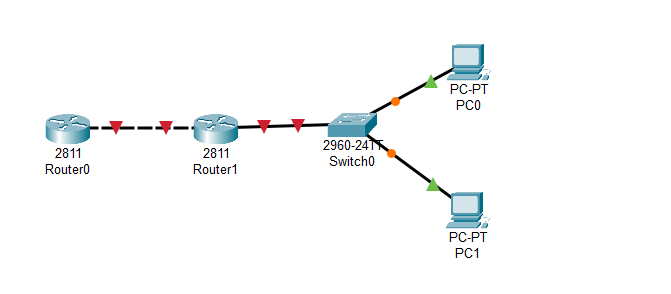 2811
Router0
2811
Router1
2960-24TT
Switch0
PC-PT
PC0
PC-PT
PC1